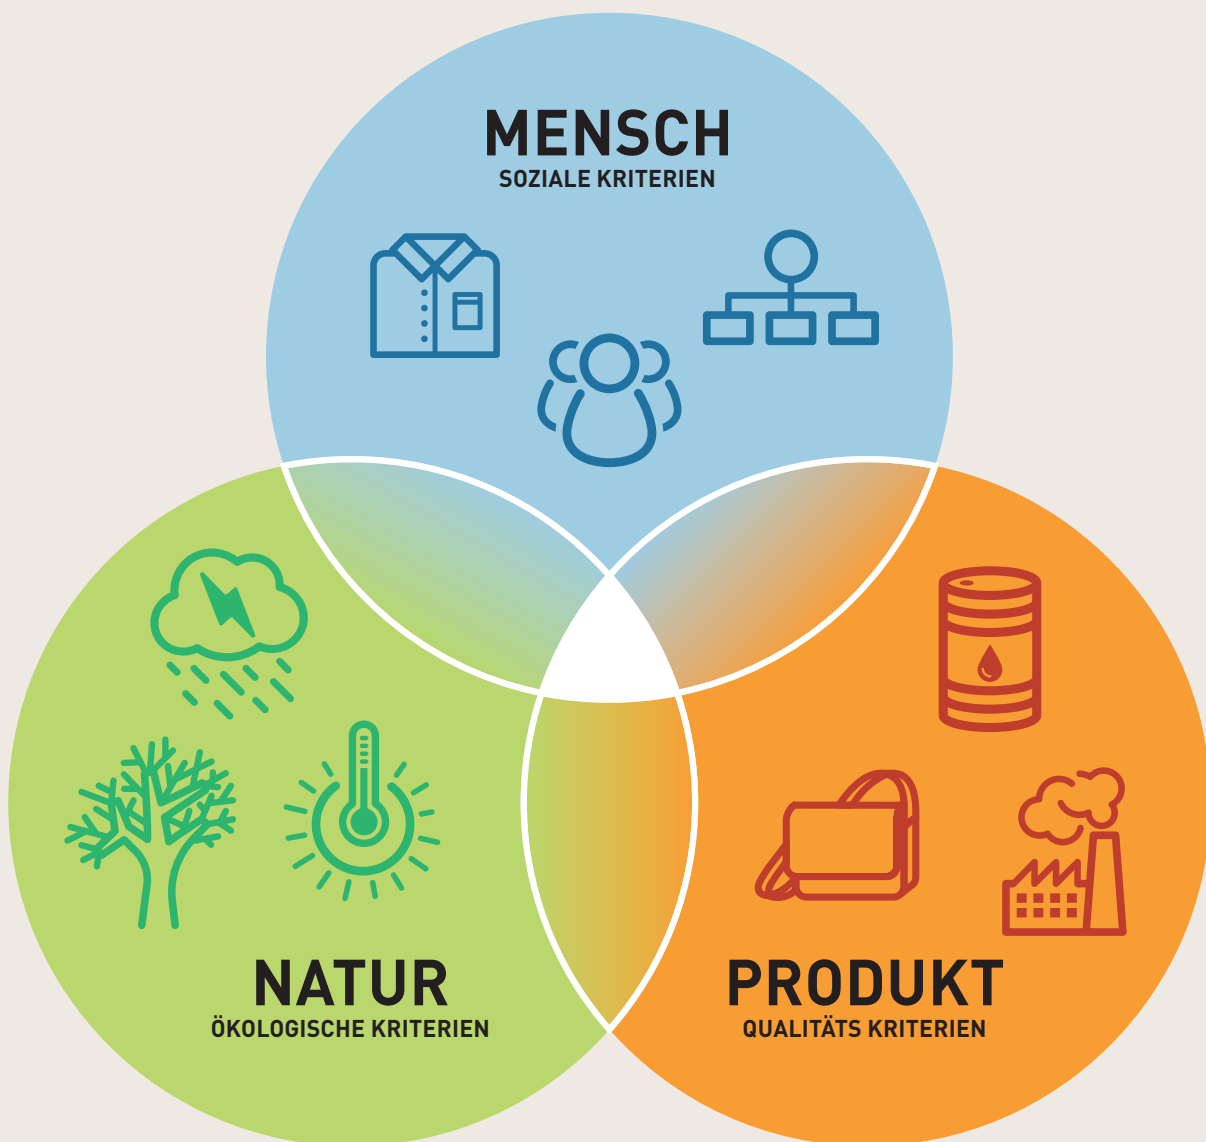 MENSCH
SOZIALE KRITERIEN
NATUR
ÖKOLOGISCHE KRITERIEN
PRODUKT
QUALITÄTS KRITERIEN